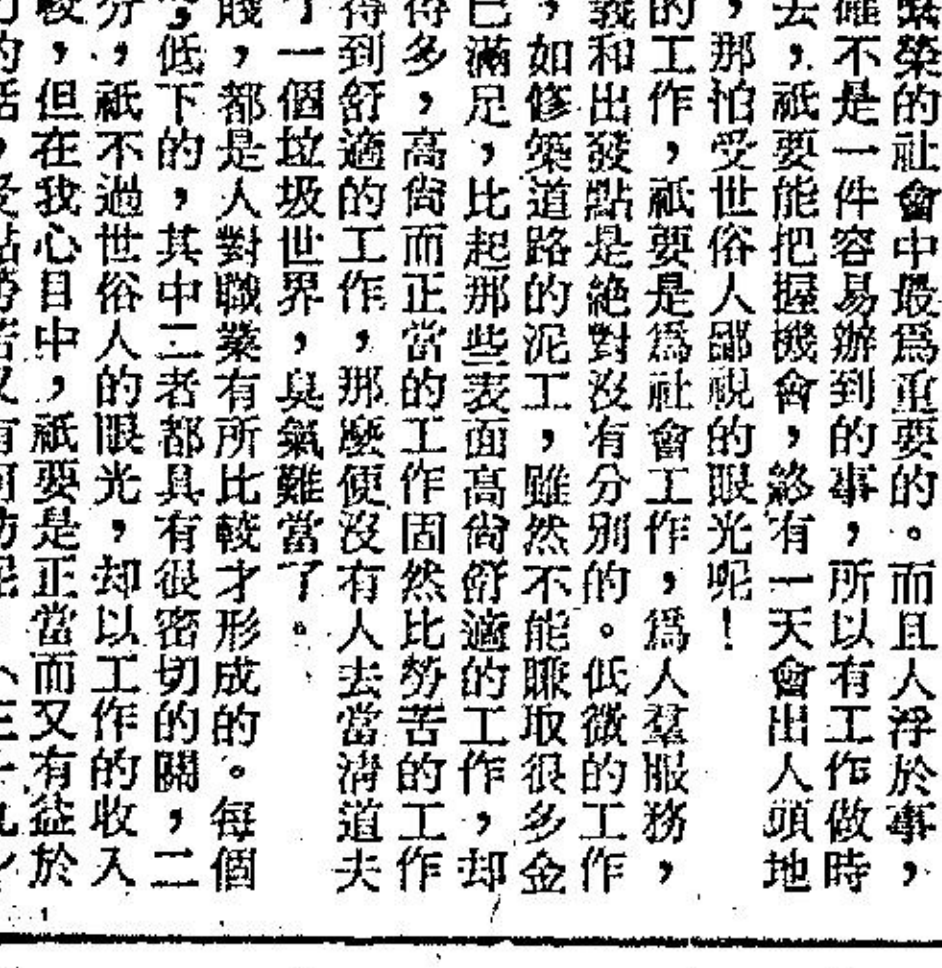 繁榮的社會中最爲重要的。而且人浮於事，
確不是一件容易辦到的事，所以有工作做時
去，祇要能把握機會，終有一天會出人頭地
，那怕受世俗人鄙視的眼光呢！
的工作，祇要是爲社會工作，爲人羣服務，
義和出發點是絶對沒有分別的。低微的工作
，如修築道路的泥工，雖然不能賺取很多金
已滿足，比起那些表面高尙舒適的工作，却
得多，高尙而正當的工作固然比勞苦的工作
得到舒適的工作，那麼便沒有人去當淸道夫
了一個垃圾世界，臭氣難當了。
賤，都是人對職業有所比較才形成的。每個
，低下的，其中二者都具有很密切的關，二
分，祇不過世俗人的眼光，却以工作的收入
，但在我心目中，祇要是正當而又有益於
的話，